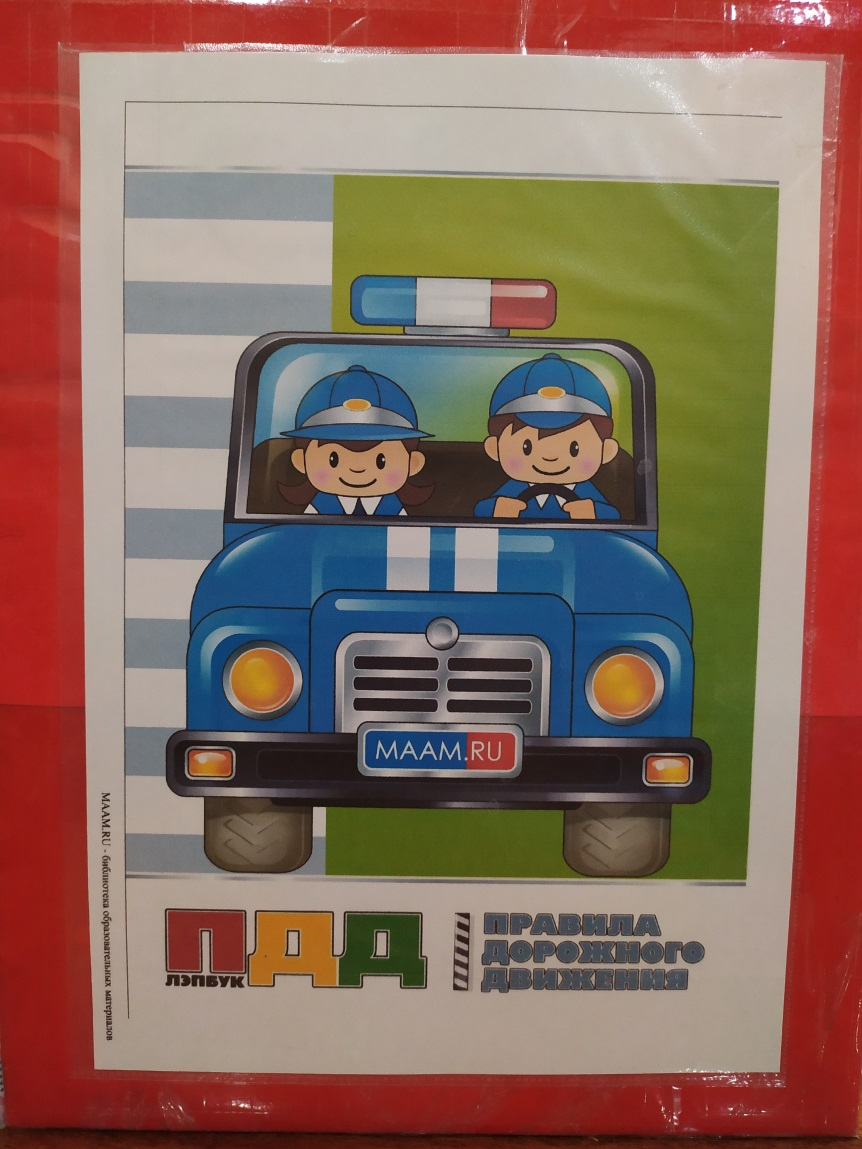 MAAM.RU
ПДД
ЛЭПБУК
ПРАВИЛА
ДОРОЖНОГО
ДВИЖЕНИЯ
MAAM.RU - библиотека образовательных материалов